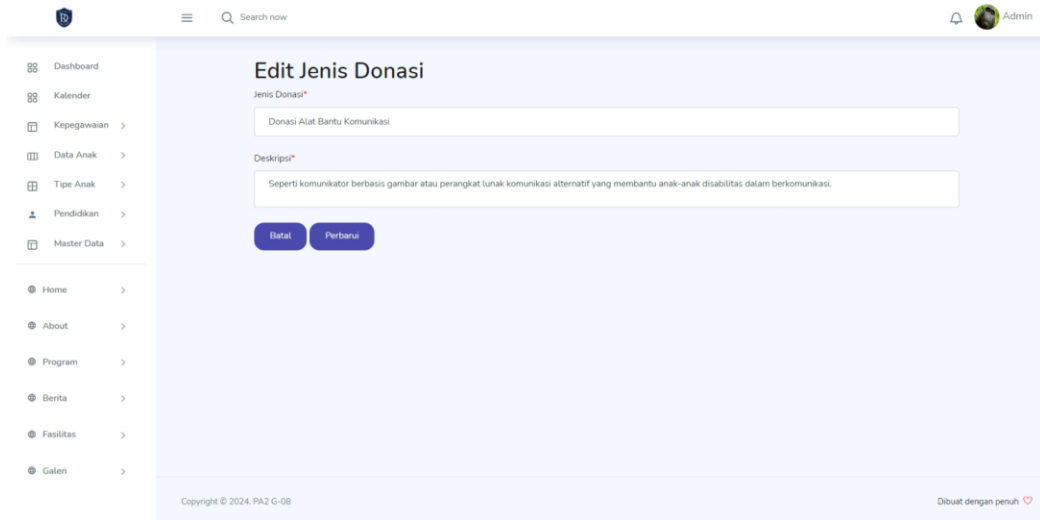 Search now
Admin
Dashboard
Kalender
Kepegawaian
Data Anak
Tipe Anak
Pendidikan
Master Data
Home
About
Program
Berita
Fasilitas
Galeri
Edit Jenis Donasi
Jenis Donasi*
Donasi Alat Bantu Komunikasi
Deskripsi*
Seperti komunikator berbasis gambar atau perangkat lunak komunikasi alternatif yang membantu anak-anak disabilitas dalam berkomunikasi.
Batal
Perbarui
Copyright © 2024. PA2 G-08
Dibuat dengan penuh